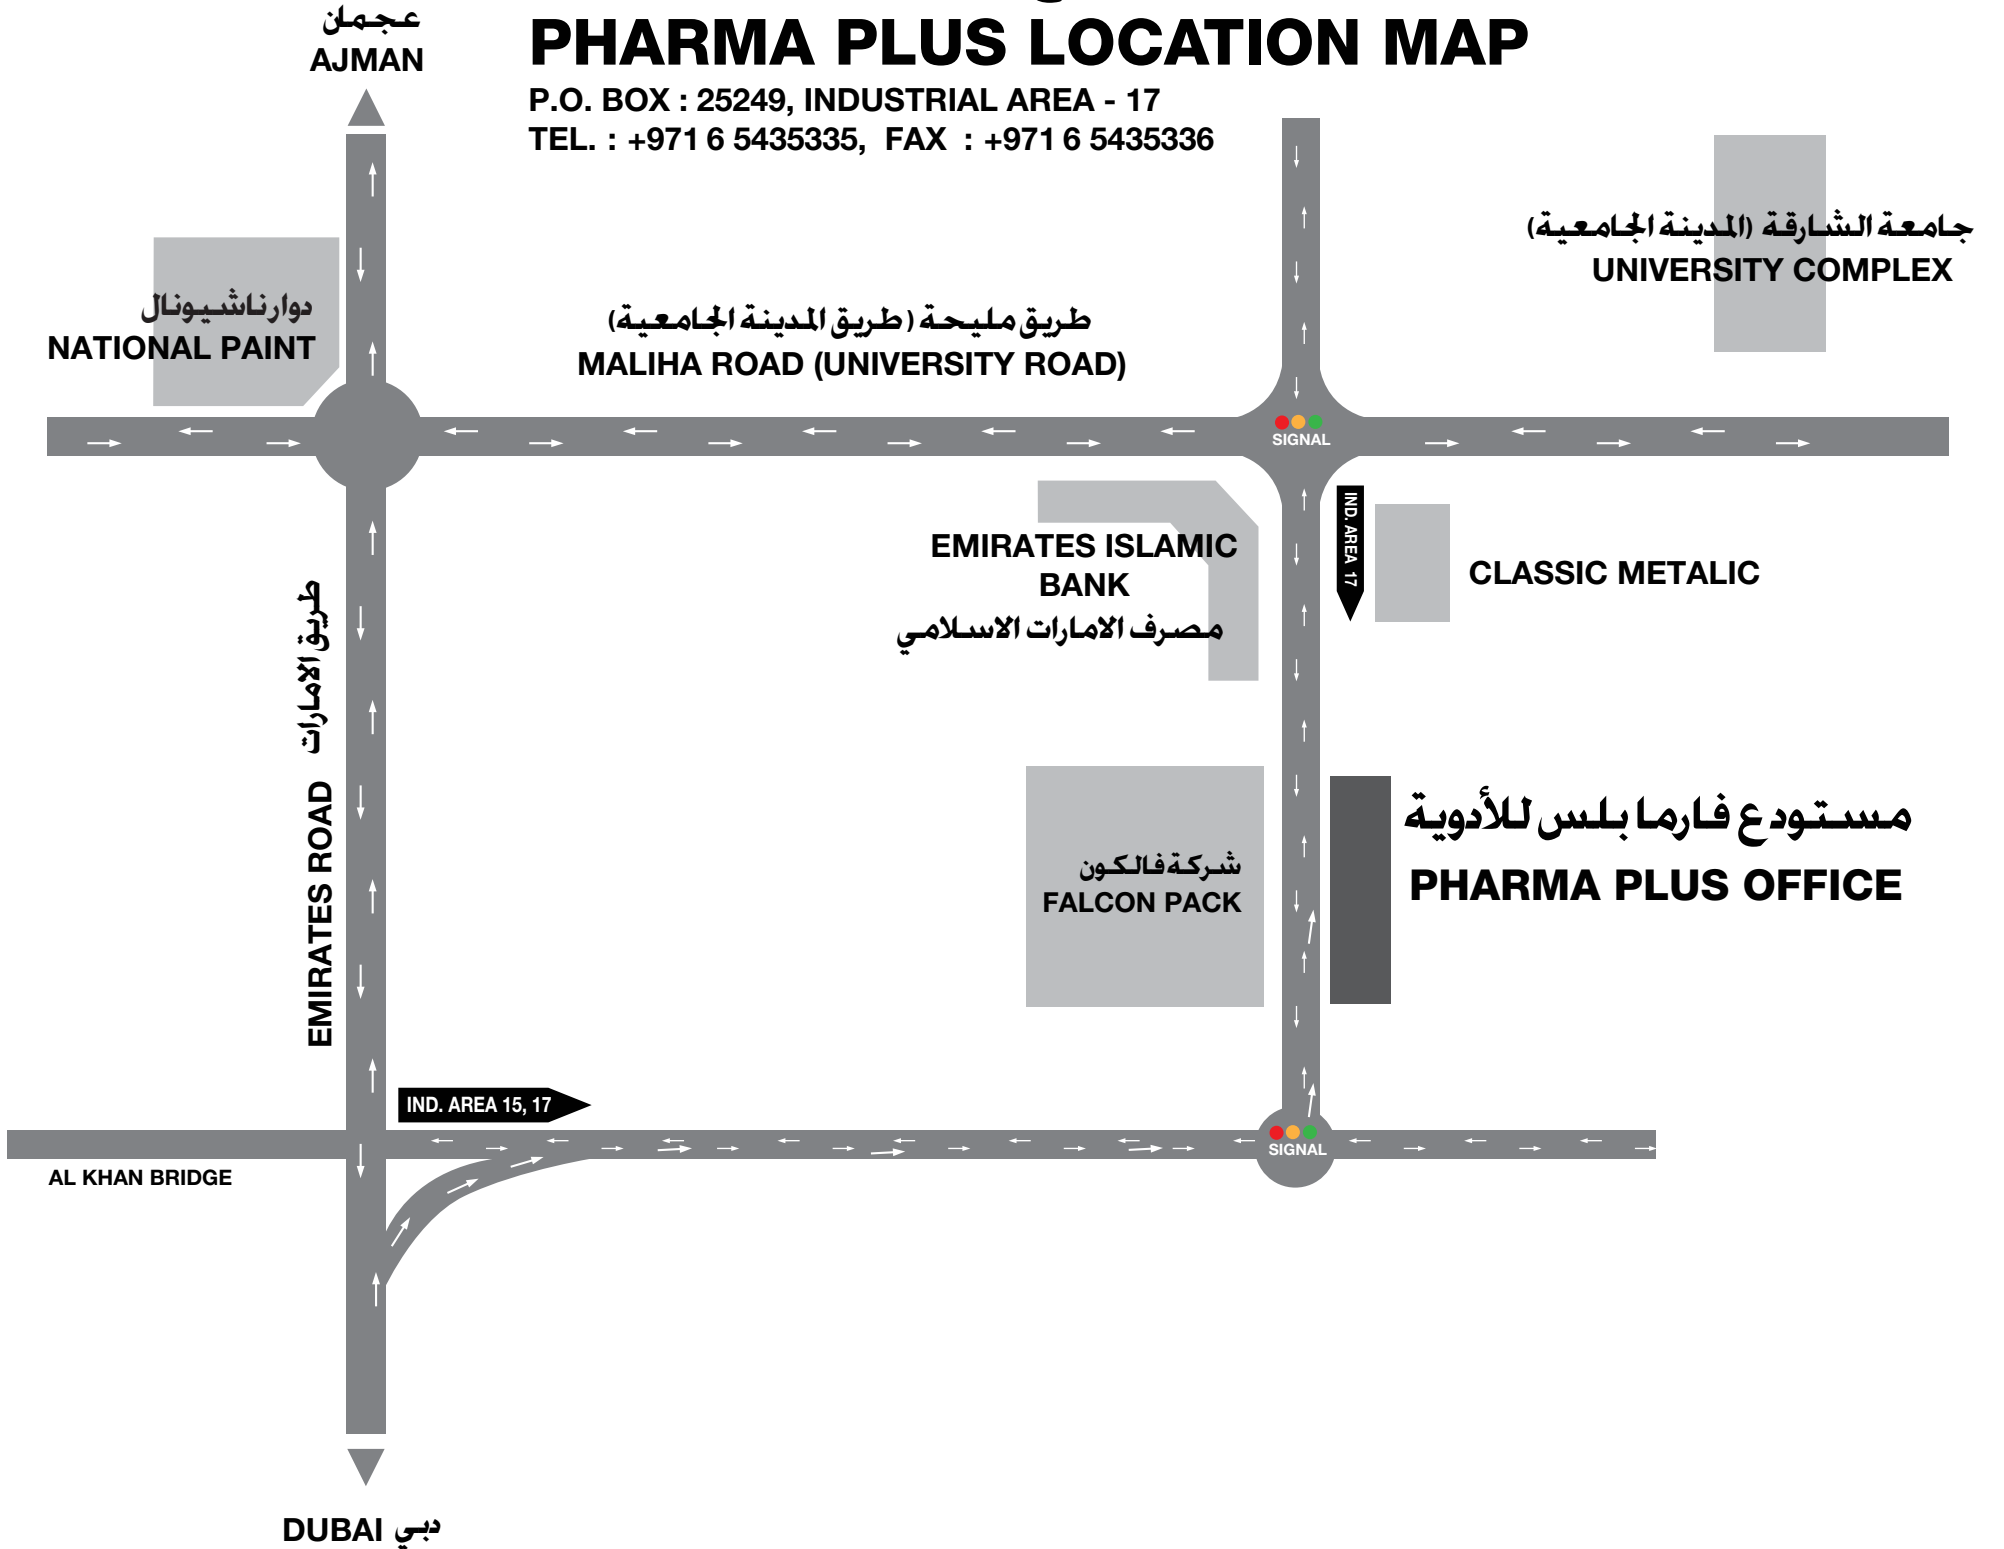 عجمان
AJMAN
PHARMA PLUS LOCATION MAP
P.O. BOX : 25249, INDUSTRIAL AREA - 17
TEL. : +971 6 5435335, FAX : +971 6 5435336
جامعة الشارقة (المدينة الجامعية)
UNIVERSITY COMPLEX
دوار ناشيونال
NATIONAL PAINT
طريق مليحة (طريق المدينة الجامعية)
MALIHA ROAD (UNIVERSITY ROAD)
SIGNAL
IND. AREA 17
EMIRATES ISLAMIC
BANK
مصرف الامارات الاسلامي
CLASSIC METALIC
طريق الامارات
EMIRATES ROAD
مستودع فارما بلس للأدوية
PHARMA PLUS OFFICE
شركة فالكون
FALCON PACK
IND. AREA 15, 17
SIGNAL
AL KHAN BRIDGE
DUBAI دبي